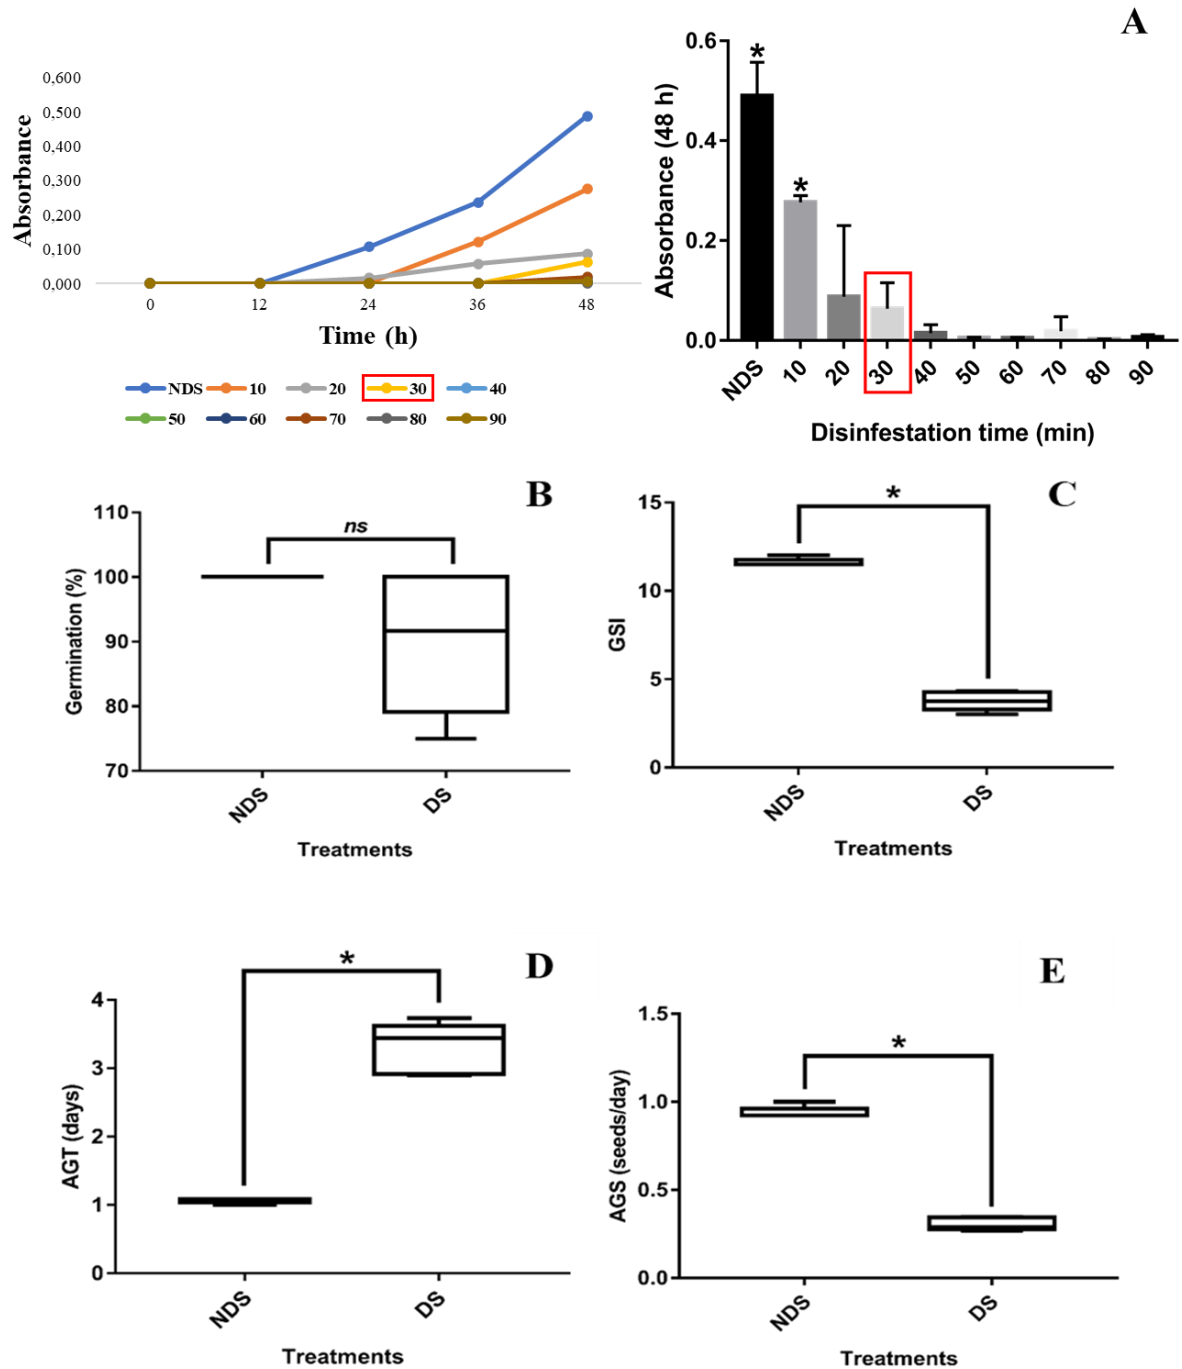 A
0,600
0,500
0,400
0,300
0,200
0,100
0,000
Absorbance
0 12 24 36 48
Time (h)
NDS 10 20 30 40
50 60 70 80 90
0.6
0.4
0.2
0.0
Absorbance (48 h)
* *
NDS 10 20 30 40 50 60 70 80 90
Disinfestation time (min)
B
110
100
90
80
70
Germination (%)
ns
NDS DS
Treatments
C
15
10
5
0
GSI
*
NDS DS
Treatments
D
4
3
2
1
0
AGT (days)
*
NDS DS
Treatments
E
1.5
1.0
0.5
0.0
AGS (seeds/day)
*
NDS DS
Treatments